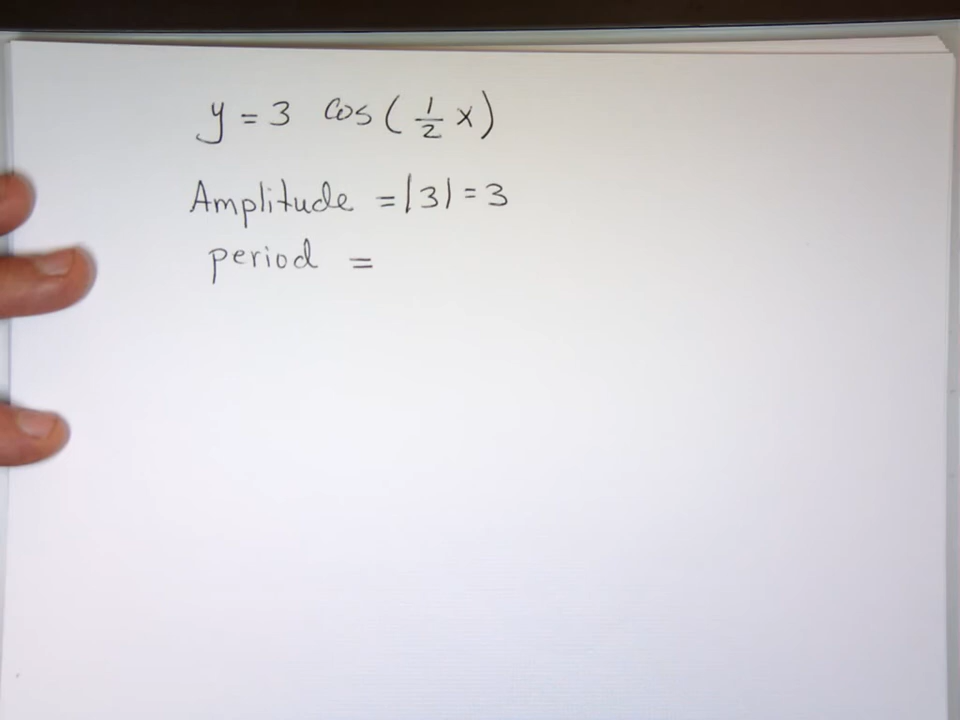 y = 3 cos ( 1/2 x )
Amplitude = |3| = 3
period =